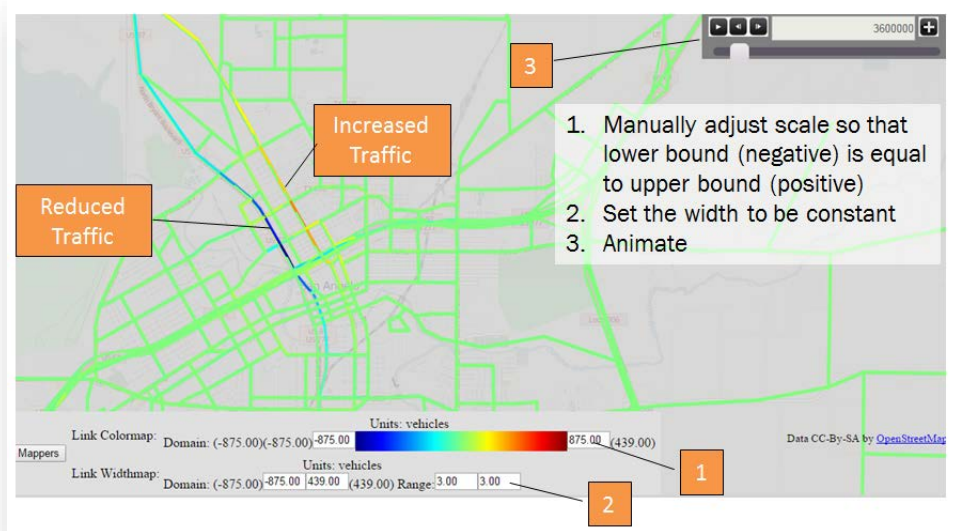 3600000
3
Increased
Traffic
1. Manually adjust scale so that
lower bound (negative) is equal
to upper bound (positive)
2. Set the width to be constant
3. Animate
Reduced
Traffic
Units: vehicles
Link Colormap: Domain: (-875.00)(-875.00) -875.00 875.00 (439.00)
Data CC-By-SA by OpenStreetMap
Mappers
Units: vehicles
Link Widthmap: Domain: (-875.00) -875.00 439.00 (439.00) Range: 3.00 3.00
1
2